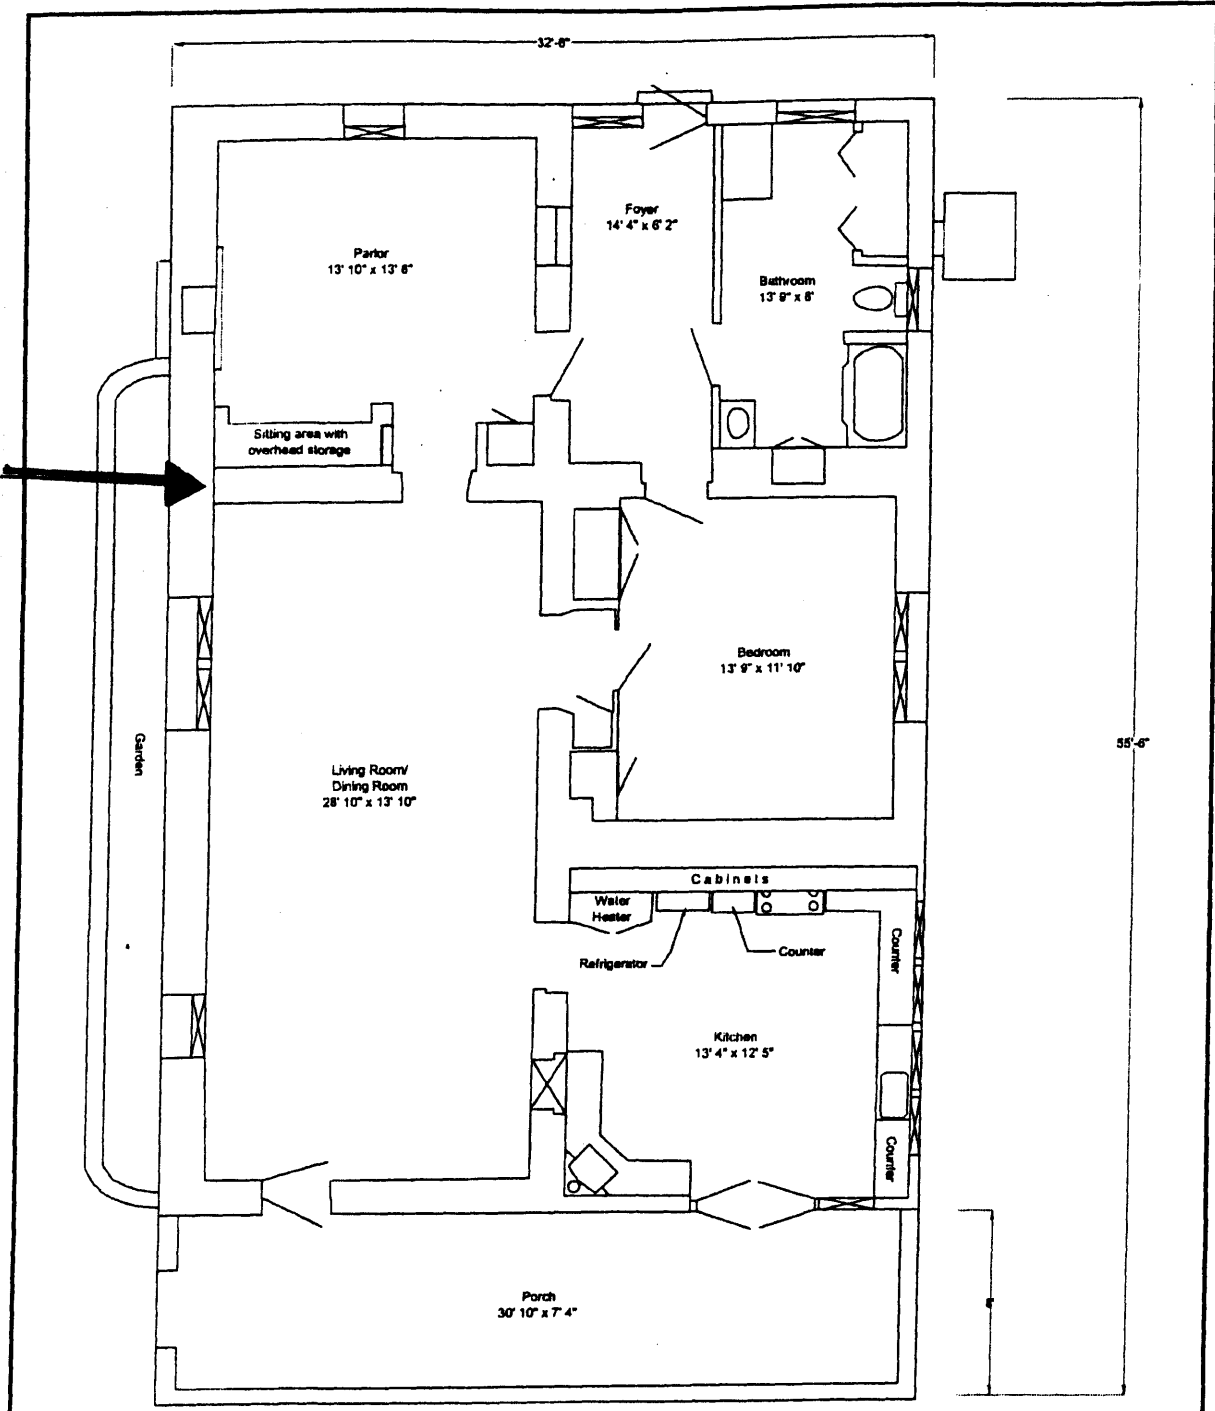 32'-6"
Foyer
14' 4" x 6' 2"
Parlor
13' 10" x 13' 6"
Bathroom
13' 9" x 8'
Sitting area with
overhead storage
Bedroom
13' 9" x 11' 10"
55'-6"
Garden
Living Room/
Dining Room
28' 10" x 13' 10"
Cabinets
Water
Heater
Counter
Refrigerator
Counter
Kitchen
13' 4" x 12' 5"
Counter
Porch
30' 10" x 7' 4"